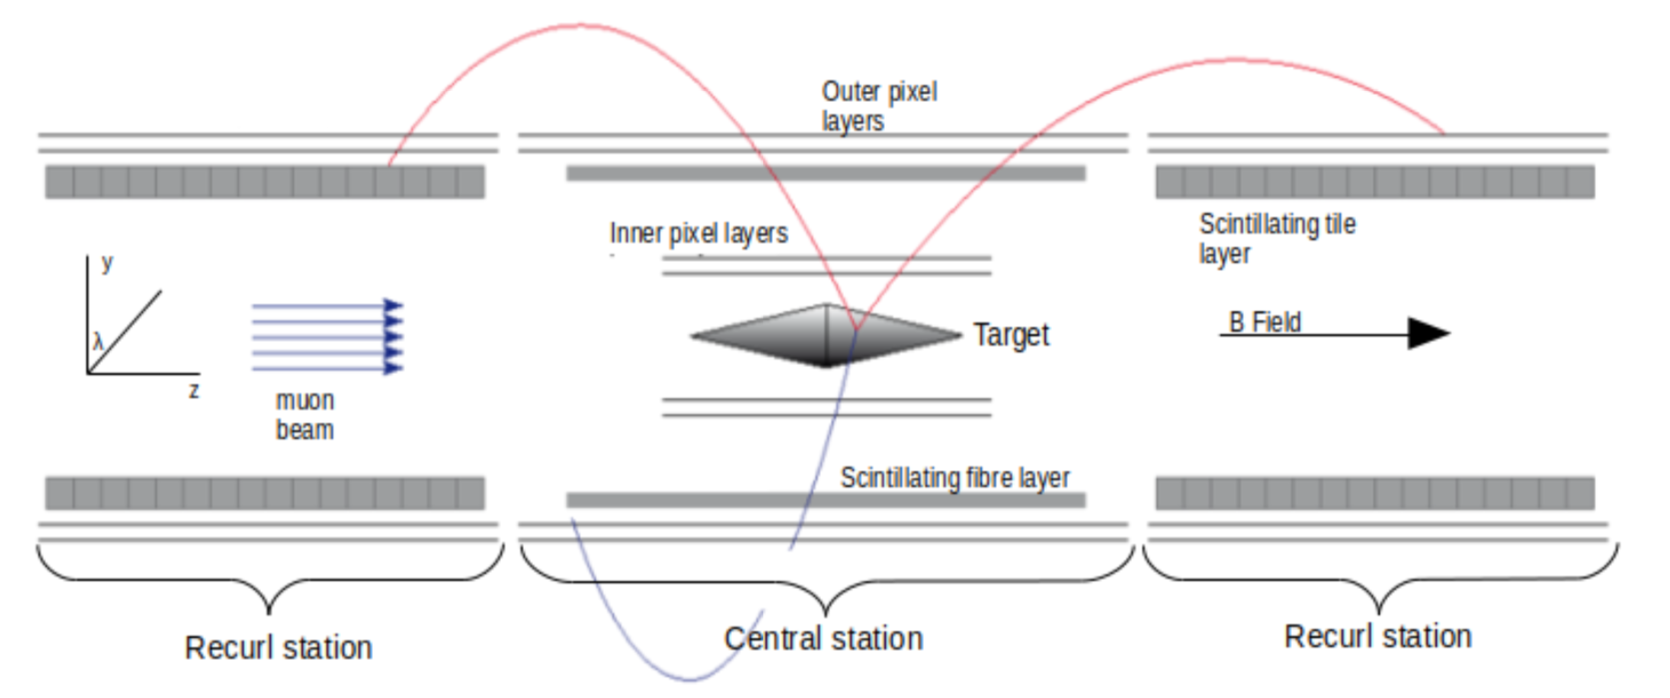 Outer pixel
layers
Inner pixel layers
Scintillating tile
layer
y
λ
z
muon
beam
Target
B Field
Scintillating fibre layer
Recurl station
Central station
Recurl station